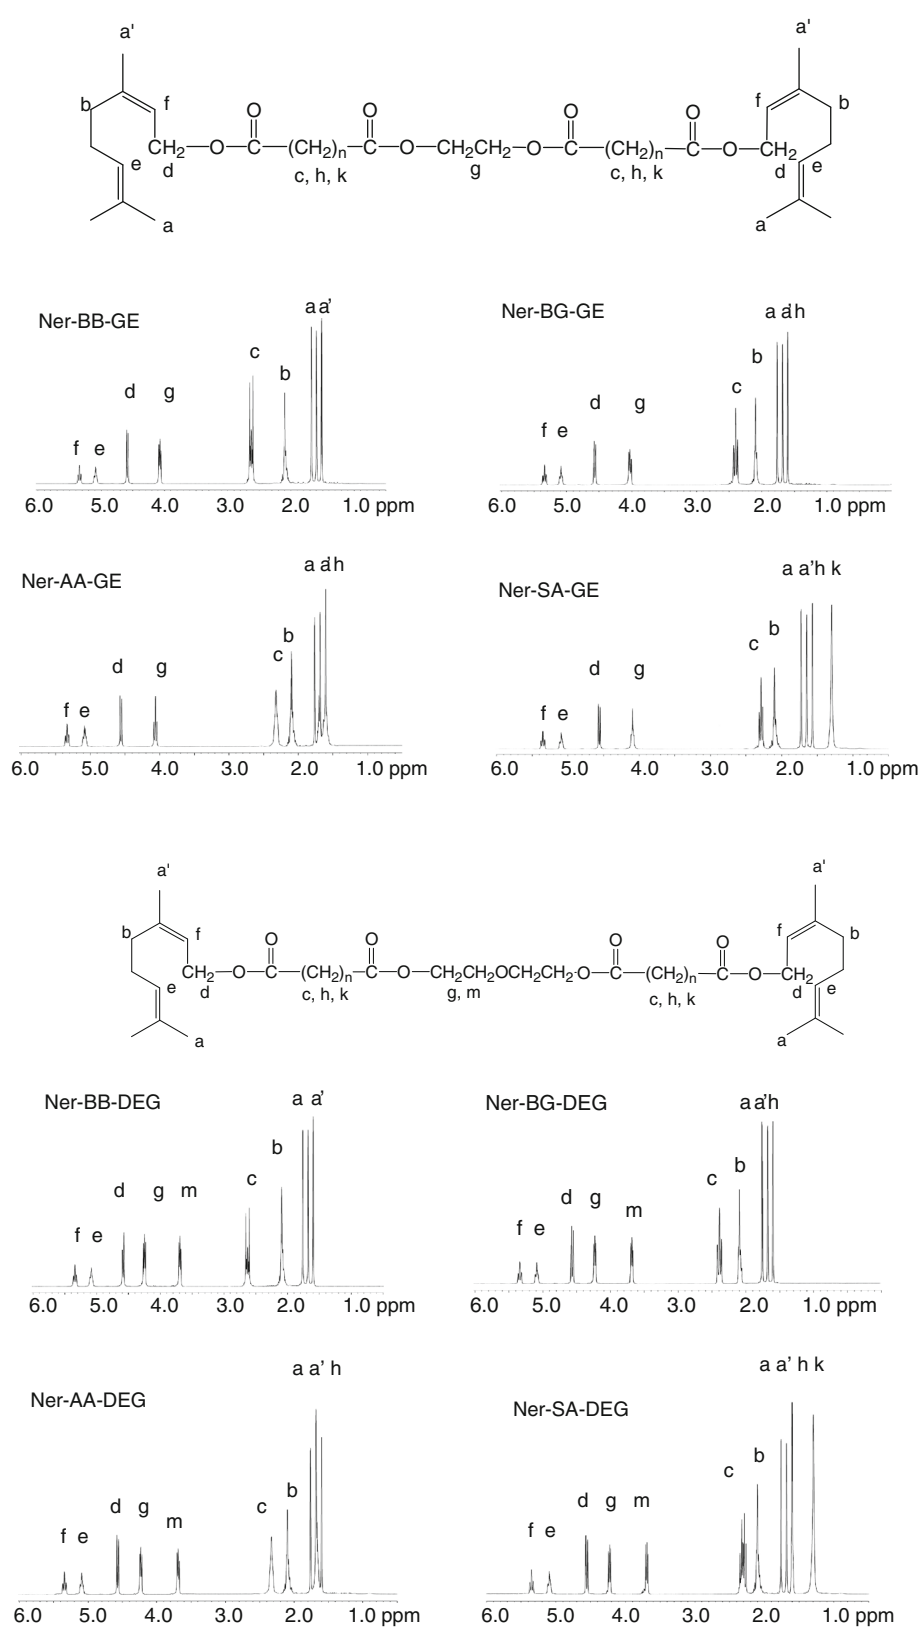 a' a'
b f f b
O O O O
CH2 O C (CH2)n C O CH2CH2 O C (CH2)n C O CH2
e d c, h, k g c, h, k d e
a a
Ner-BB-GE a a' Ner-BG-GE a a' h
c b
b c
d g d g
f e f e
6.0 5.0 4.0 3.0 2.0 1.0 ppm 6.0 5.0 4.0 3.0 2.0 1.0 ppm
Ner-AA-GE a a' h Ner-SA-GE a a' h k
b b
c c
d g d g
f e f e
6.0 5.0 4.0 3.0 2.0 1.0 ppm 6.0 5.0 4.0 3.0 2.0 1.0 ppm
a' a'
b f f b
O O O O
CH2 O C (CH2)n C O CH2CH2OCH2CH2 O C (CH2)n C O CH2
e d c, h, k g, m c, h, k d e
a a
Ner-BB-DEG a a' Ner-BG-DEG a a' h
b b
c c
d g m d g m
f e f e
6.0 5.0 4.0 3.0 2.0 1.0 ppm 6.0 5.0 4.0 3.0 2.0 1.0 ppm
Ner-AA-DEG a a' h Ner-SA-DEG a a' h k
b b
c c
d g m d g m
f e f e
6.0 5.0 4.0 3.0 2.0 1.0 ppm 6.0 5.0 4.0 3.0 2.0 1.0 ppm